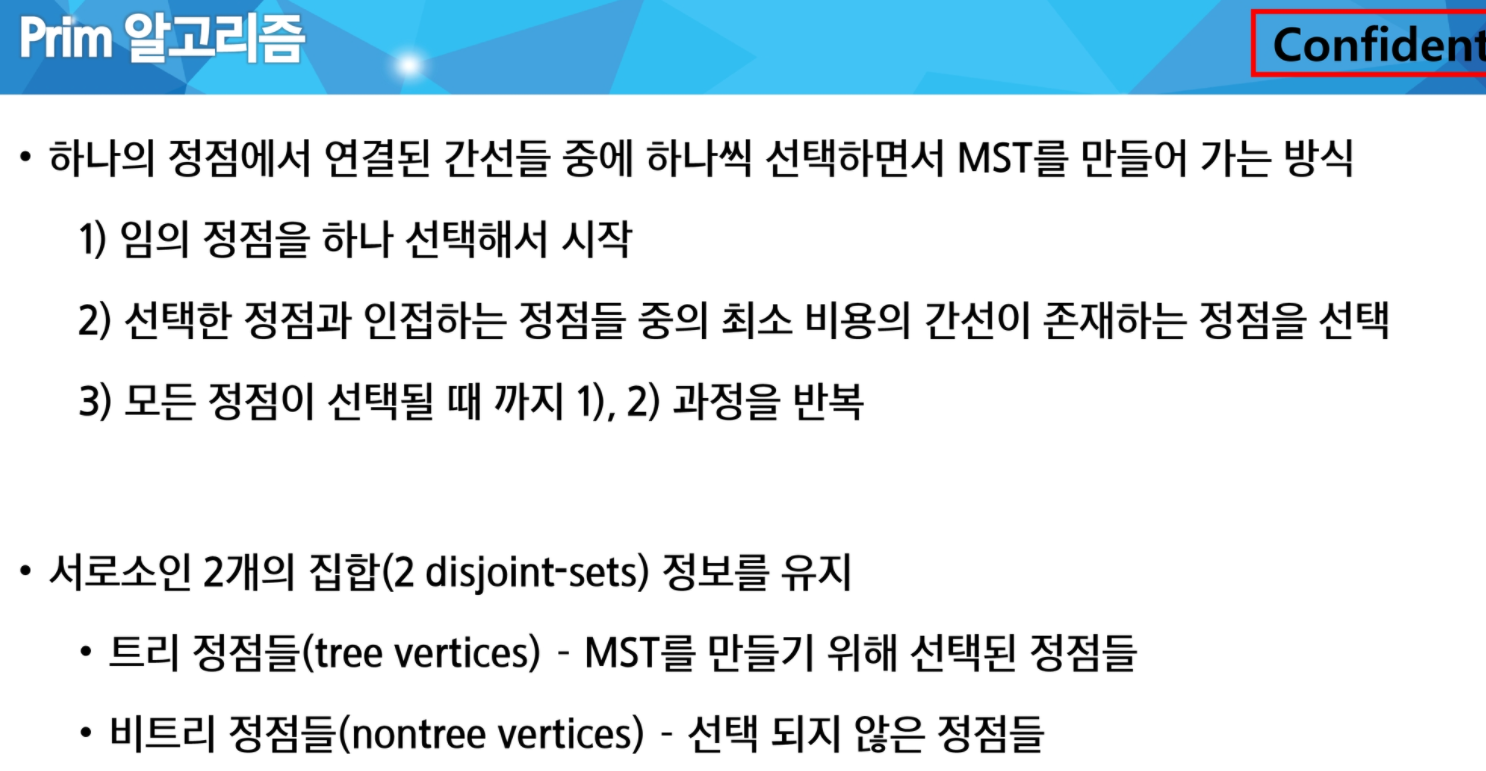 Prim 알고리즘
Confident
• 하나의 정점에서 연결된 간선들 중에 하나씩 선택하면서 MST를 만들어 가는 방식
1) 임의 정점을 하나 선택해서 시작
2) 선택한 정점과 인접하는 정점들 중의 최소 비용의 간선이 존재하는 정점을 선택
3) 모든 정점이 선택될 때 까지 1), 2) 과정을 반복
• 서로소인 2개의 집합(2 disjoint-sets) 정보를 유지
• 트리 정점들(tree vertices) - MST를 만들기 위해 선택된 정점들
• 비트리 정점들(nontree vertices) - 선택 되지 않은 정점들